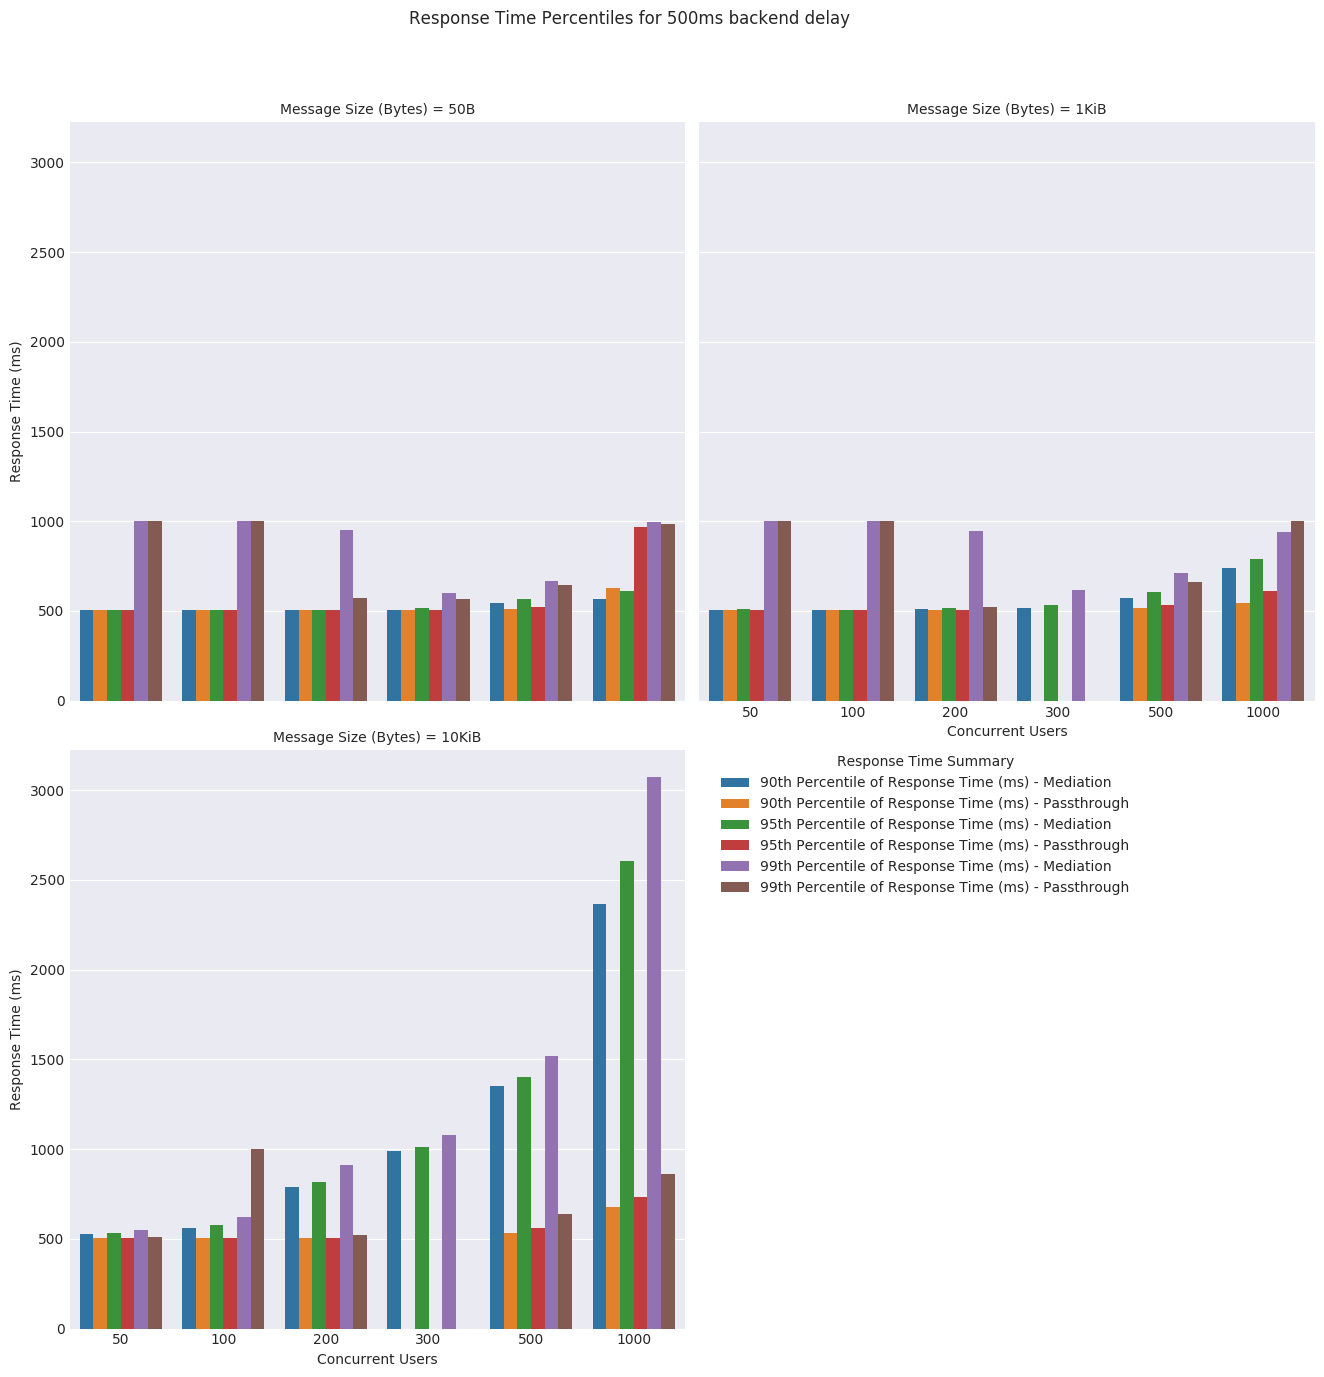 Response Time Percentiles for 500ms backend delay
Message Size (Bytes) = 50B
Message Size (Bytes) = 1KiB
3000
2500
2000
1500
1000
500
0
Response Time (ms)
50 100 200 300 500 1000
Concurrent Users
Message Size (Bytes) = 10KiB
3000
2500
2000
1500
1000
500
0
Response Time (ms)
50 100 200 300 500 1000
Concurrent Users
Response Time Summary
90th Percentile of Response Time (ms) - Mediation
90th Percentile of Response Time (ms) - Passthrough
95th Percentile of Response Time (ms) - Mediation
95th Percentile of Response Time (ms) - Passthrough
99th Percentile of Response Time (ms) - Mediation
99th Percentile of Response Time (ms) - Passthrough